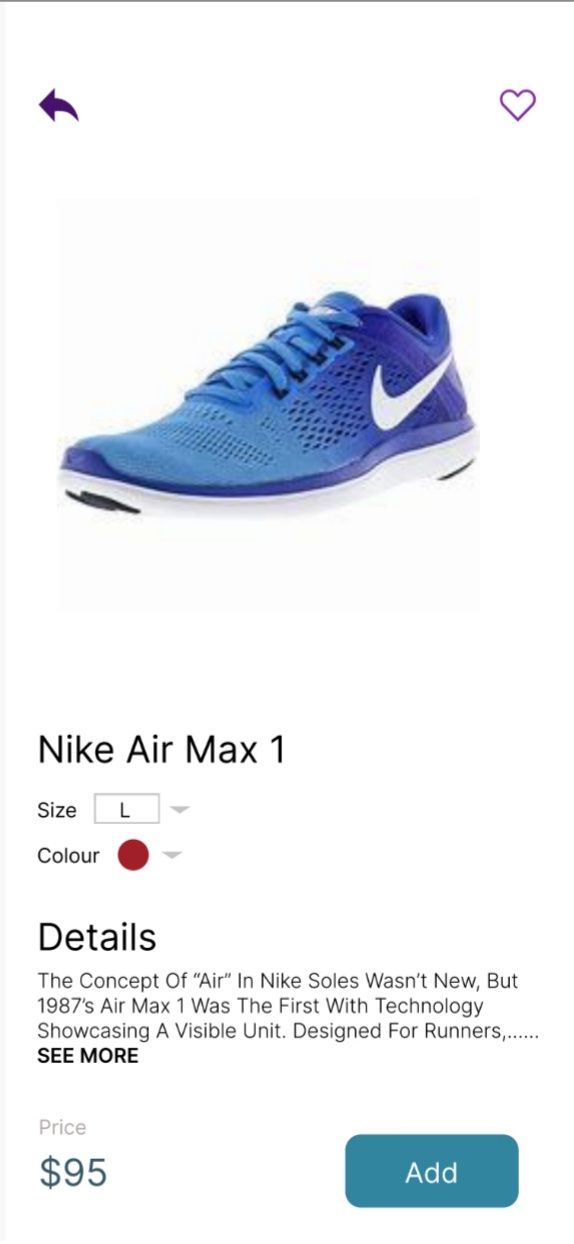 Nike Air Max 1
Size L
Colour
Details
The Concept Of “Air” In Nike Soles Wasn’t New, But
1987’s Air Max 1 Was The First With Technology
Showcasing A Visible Unit. Designed For Runners,......
SEE MORE
Price
$95
Add